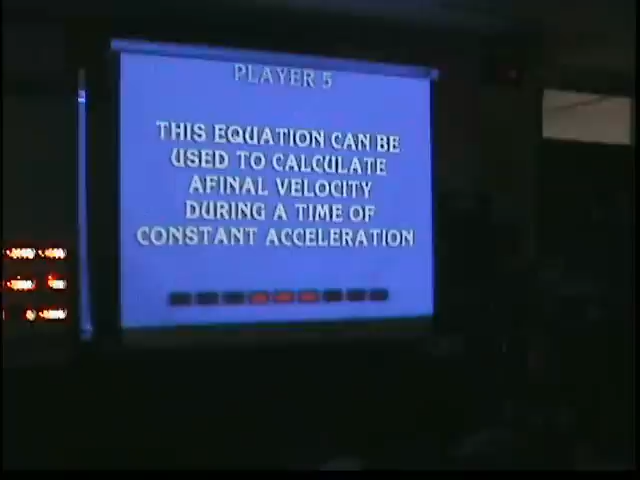 PLAYER 5
THIS EQUATION CAN BE
USED TO CALCULATE
AFINAL VELOCITY
DURING A TIME OF
CONSTANT ACCELERATION